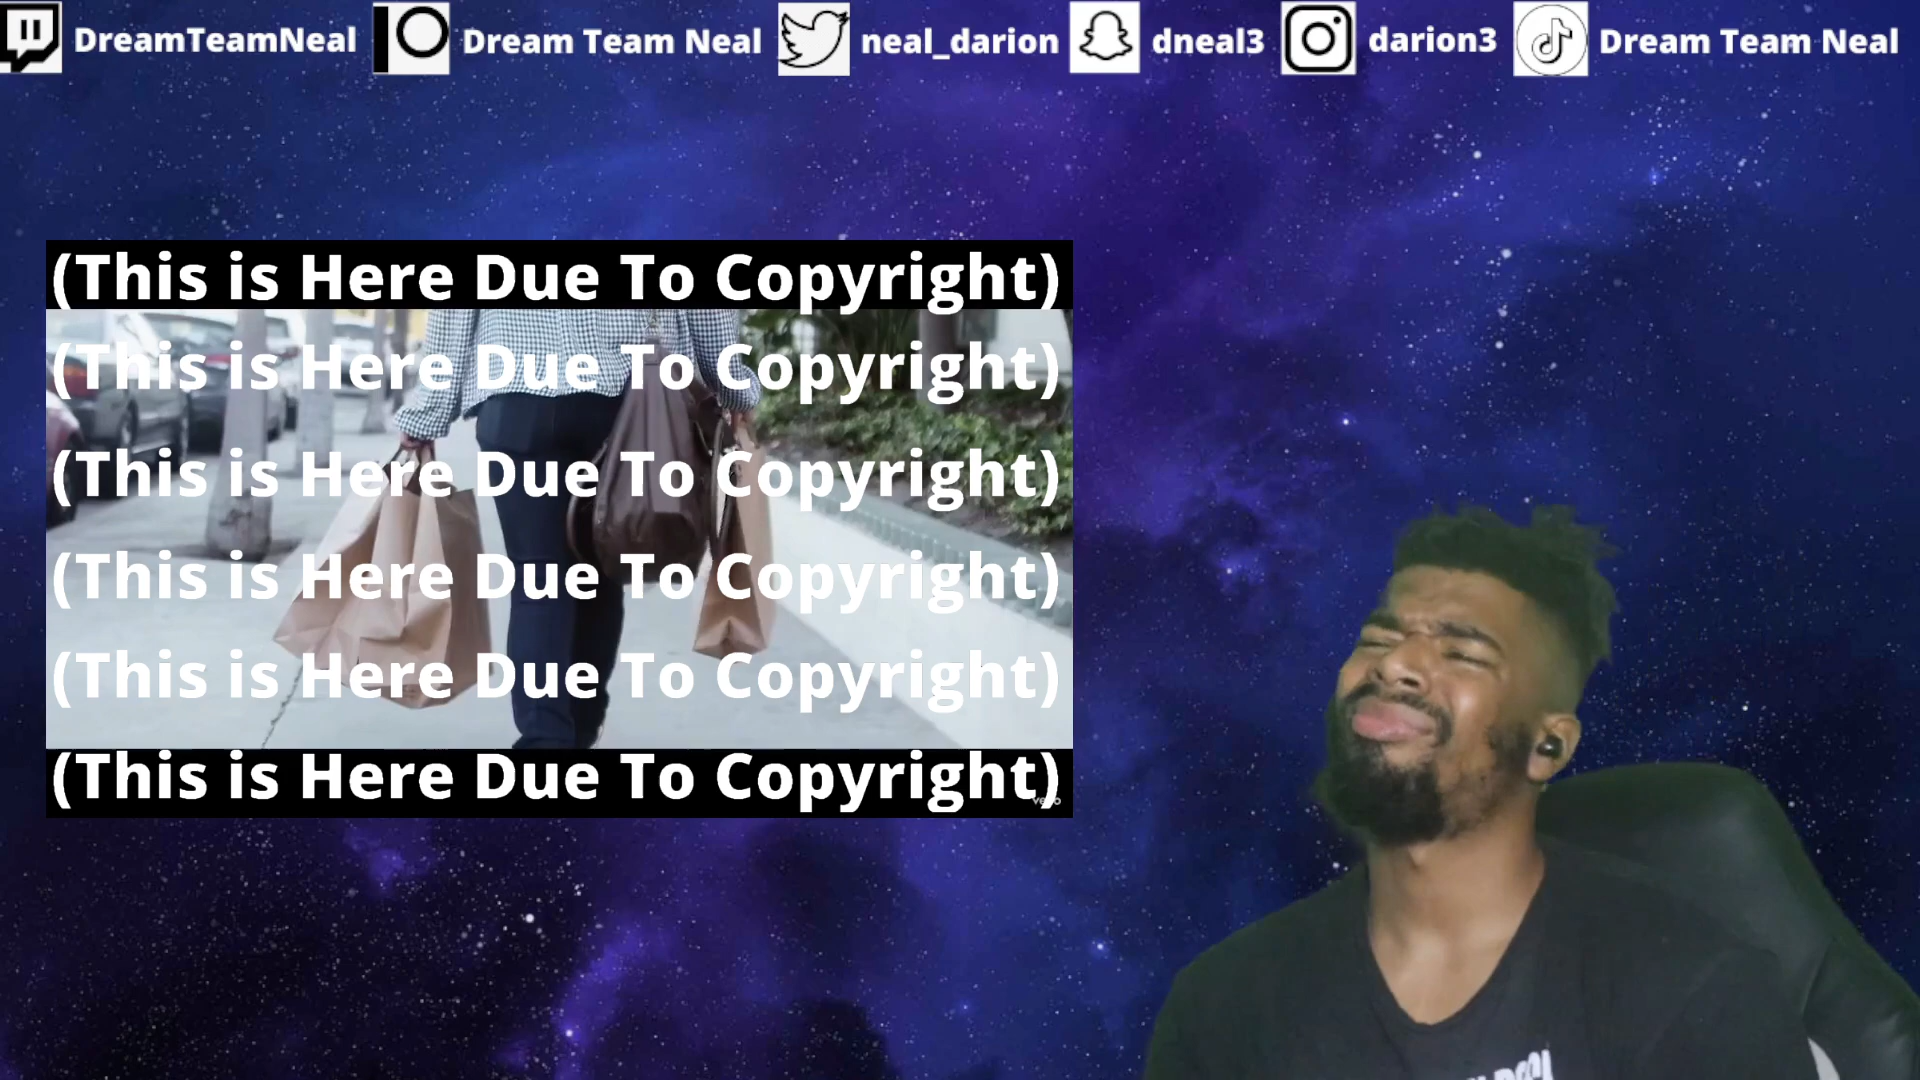 DreamTeamNeal Dream Team Neal neal_darion dneal3 darion3 Dream Team Neal
(This is Here Due To Copyright)
(This is Here Due To Copyright)
(This is Here Due To Copyright)
(This is Here Due To Copyright)
(This is Here Due To Copyright)
(This is Here Due To Copyright)
vevo